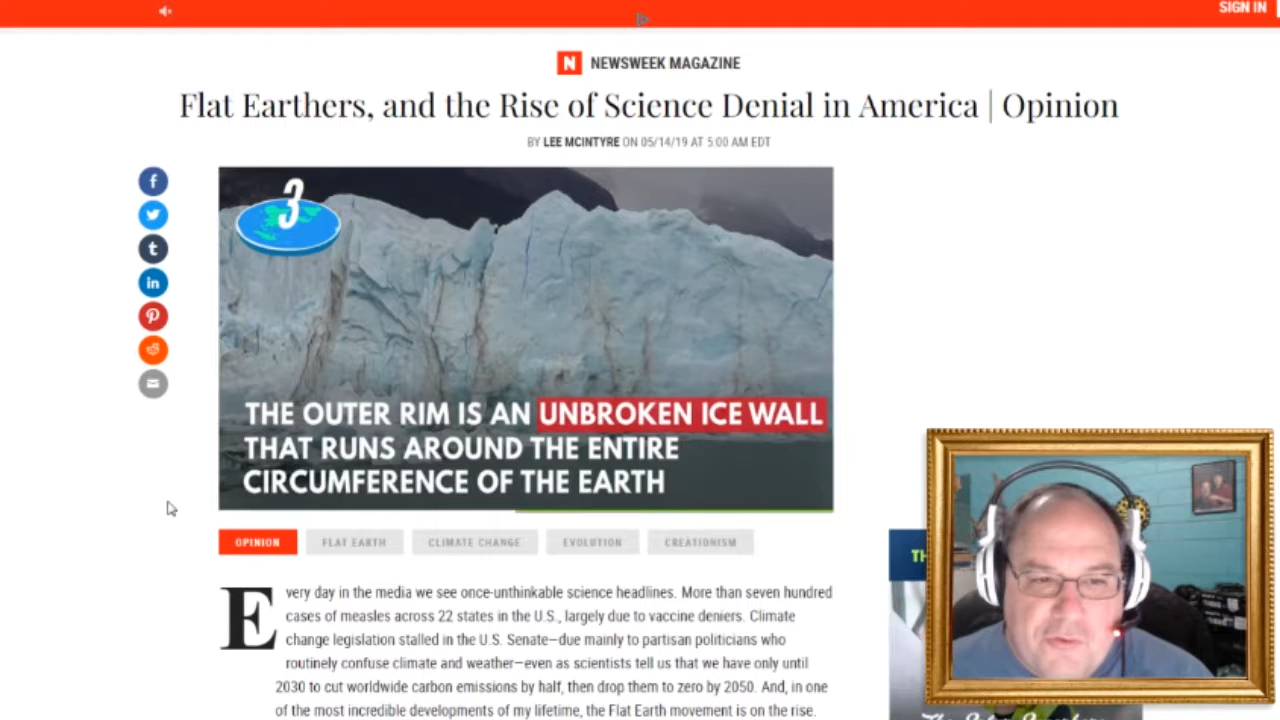 SIGN IN
N NEWSWEEK MAGAZINE
Flat Earthers, and the Rise of Science Denial in America | Opinion
BY LEE MCINTYRE ON 05/14/19 AT 5:00 AM EDT
3
THE OUTER RIM IS AN UNBROKEN ICE WALL
THAT RUNS AROUND THE ENTIRE
CIRCUMFERENCE OF THE EARTH
OPINION FLAT EARTH CLIMATE CHANGE EVOLUTION CREATIONISM
Every day in the media we see once-unthinkable science headlines. More than seven hundred
cases of measles across 22 states in the U.S., largely due to vaccine deniers. Climate
change legislation stalled in the U.S. Senate—due mainly to partisan politicians who
routinely confuse climate and weather—even as scientists tell us that we have only until
2030 to cut worldwide carbon emissions by half, then drop them to zero by 2050. And, in one
of the most incredible developments of my lifetime, the Flat Earth movement is on the rise.